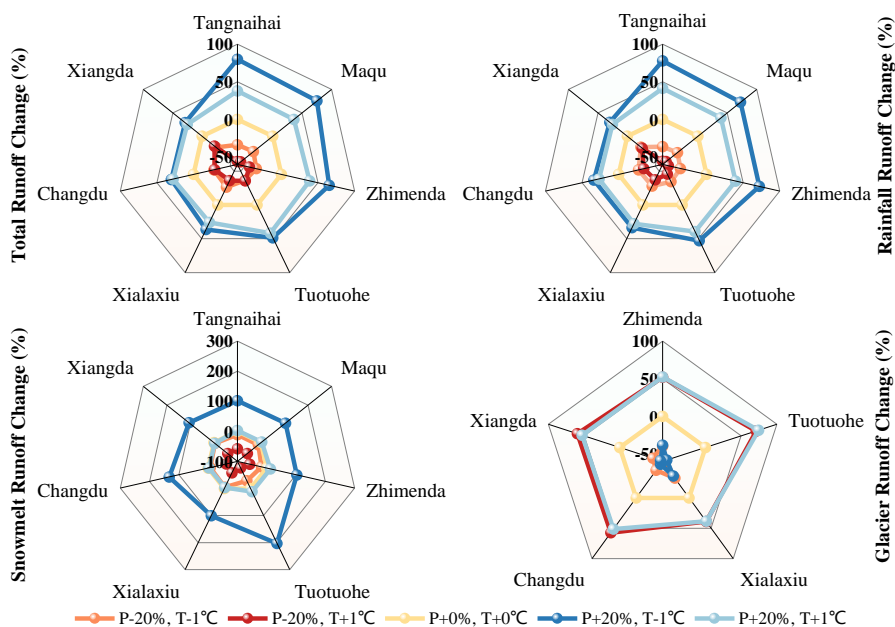 Total Runoff Change (%)
Tangnaihai
Maqu
Zhimenda
Tuotuohe
Xialaxiu
Changdu
Xiangda
100
50
0
-50
Rainfall Runoff Change (%)
Tangnaihai
Maqu
Zhimenda
Tuotuohe
Xialaxiu
Changdu
Xiangda
100
50
0
-50
Snowmelt Runoff Change (%)
Tangnaihai
Maqu
Zhimenda
Tuotuohe
Xialaxiu
Changdu
Xiangda
300
200
100
0
-100
Glacier Runoff Change (%)
Zhimenda
Tuotuohe
Xialaxiu
Changdu
Xiangda
100
50
0
-50
P-20%, T-1℃ P-20%, T+1℃ P+0%, T+0℃ P+20%, T-1℃ P+20%, T+1℃